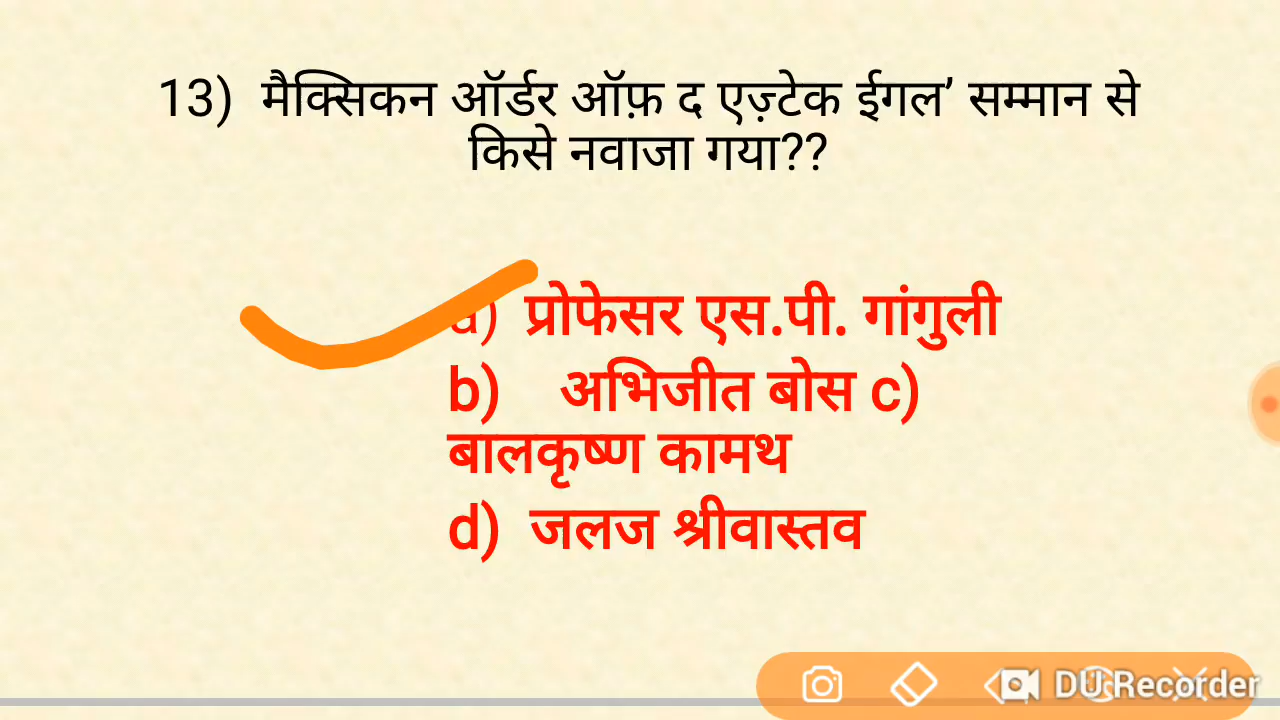 13)  मैक्सिकन ऑर्डर ऑफ़ द एज़्टेक ईगल’ सम्मान से
किसे नवाजा गया??
a)  प्रोफेसर एस.पी. गांगुली
b)    अभिजीत बोस c)
बालकृष्ण कामथ
d)  जलज श्रीवास्तव
DU Recorder